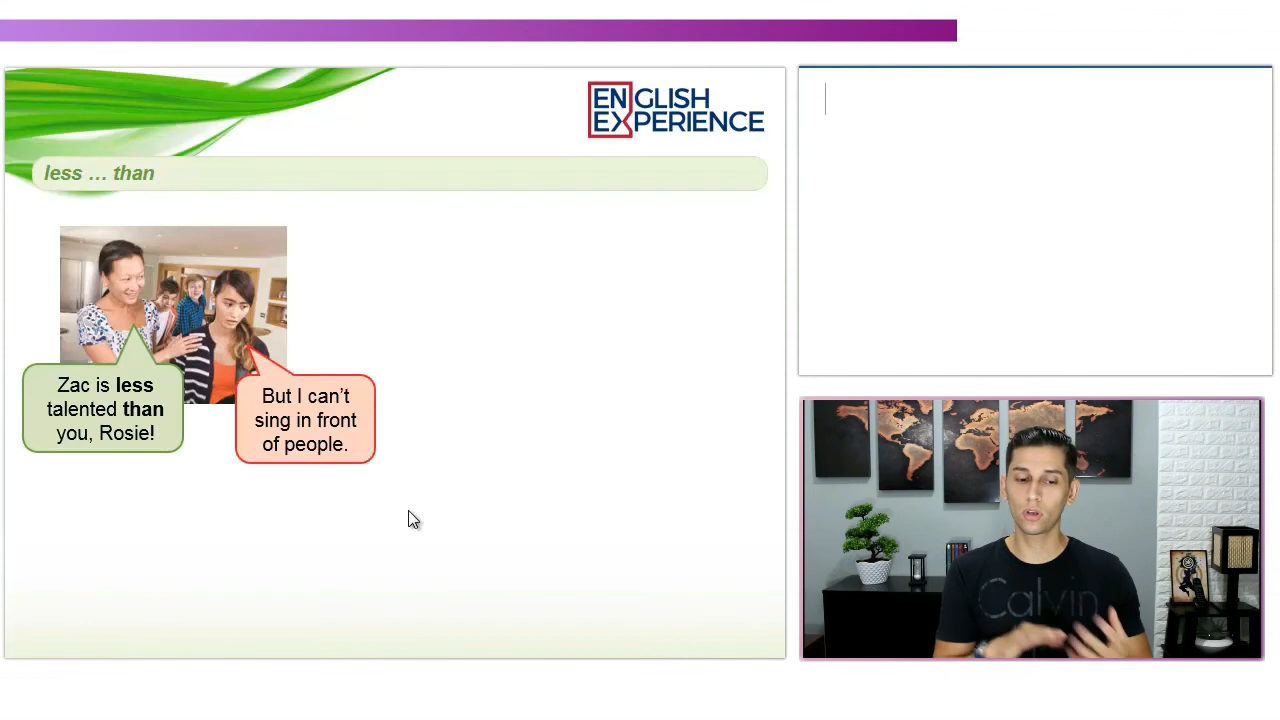 ENGLISH
EXPERIENCE
less … than
Zac is less
talented than
you, Rosie!
But I can’t
sing in front
of people.
Calvin